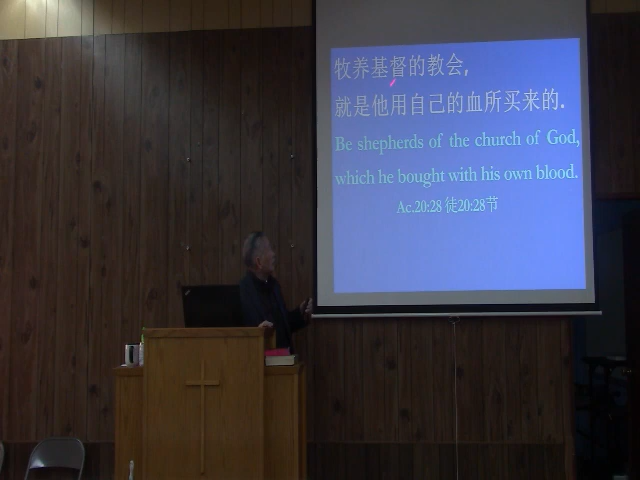 牧养基督的教会,
就是他用自己的血所买来的.
Be shepherds of the church of God,
which he bought with his own blood.
Ac.20:28 徒20:28节